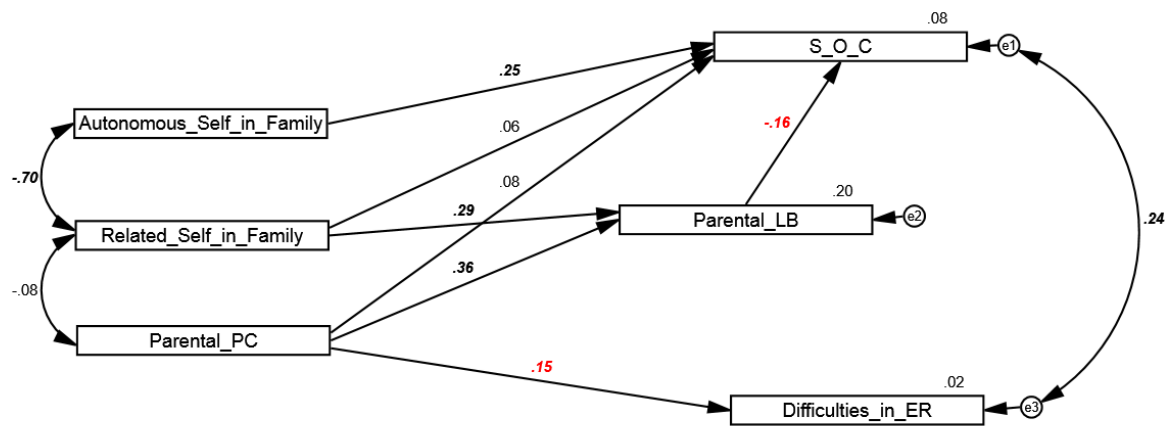 .08
S_O_C
e1
.25
Autonomous_Self_in_Family
.06
-.16
-.70
.08
.20
.29
Parental_LB
e2
.24
Related_Self_in_Family
.36
-.08
Parental_PC
.15
.02
Difficulties_in_ER
e3